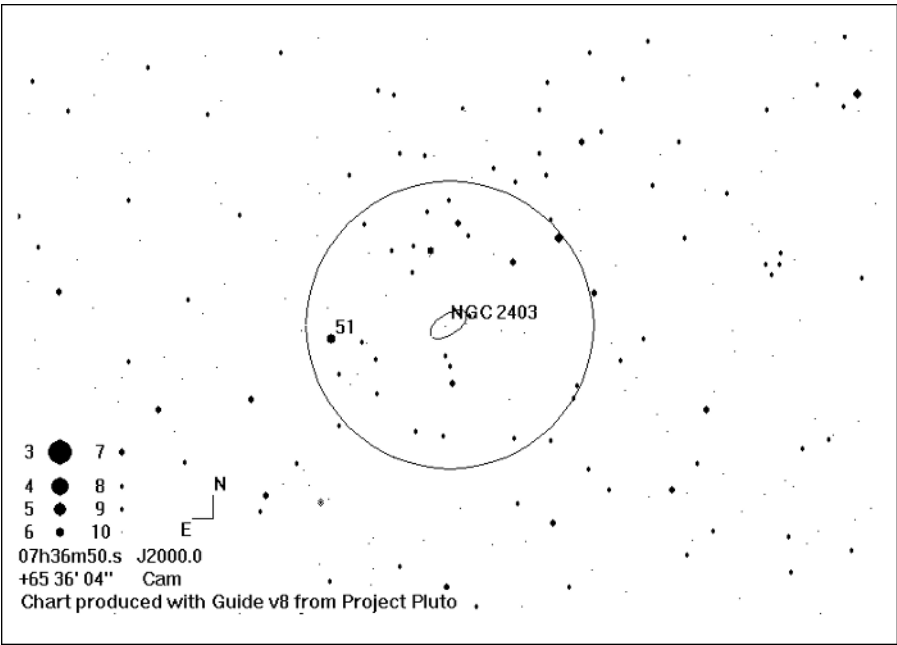 NGC 2403
51
3 7
4 8
5 9
6 10
N
E
07h36m50.s J2000.0
+65 36' 04" Cam
Chart produced with Guide v8 from Project Pluto